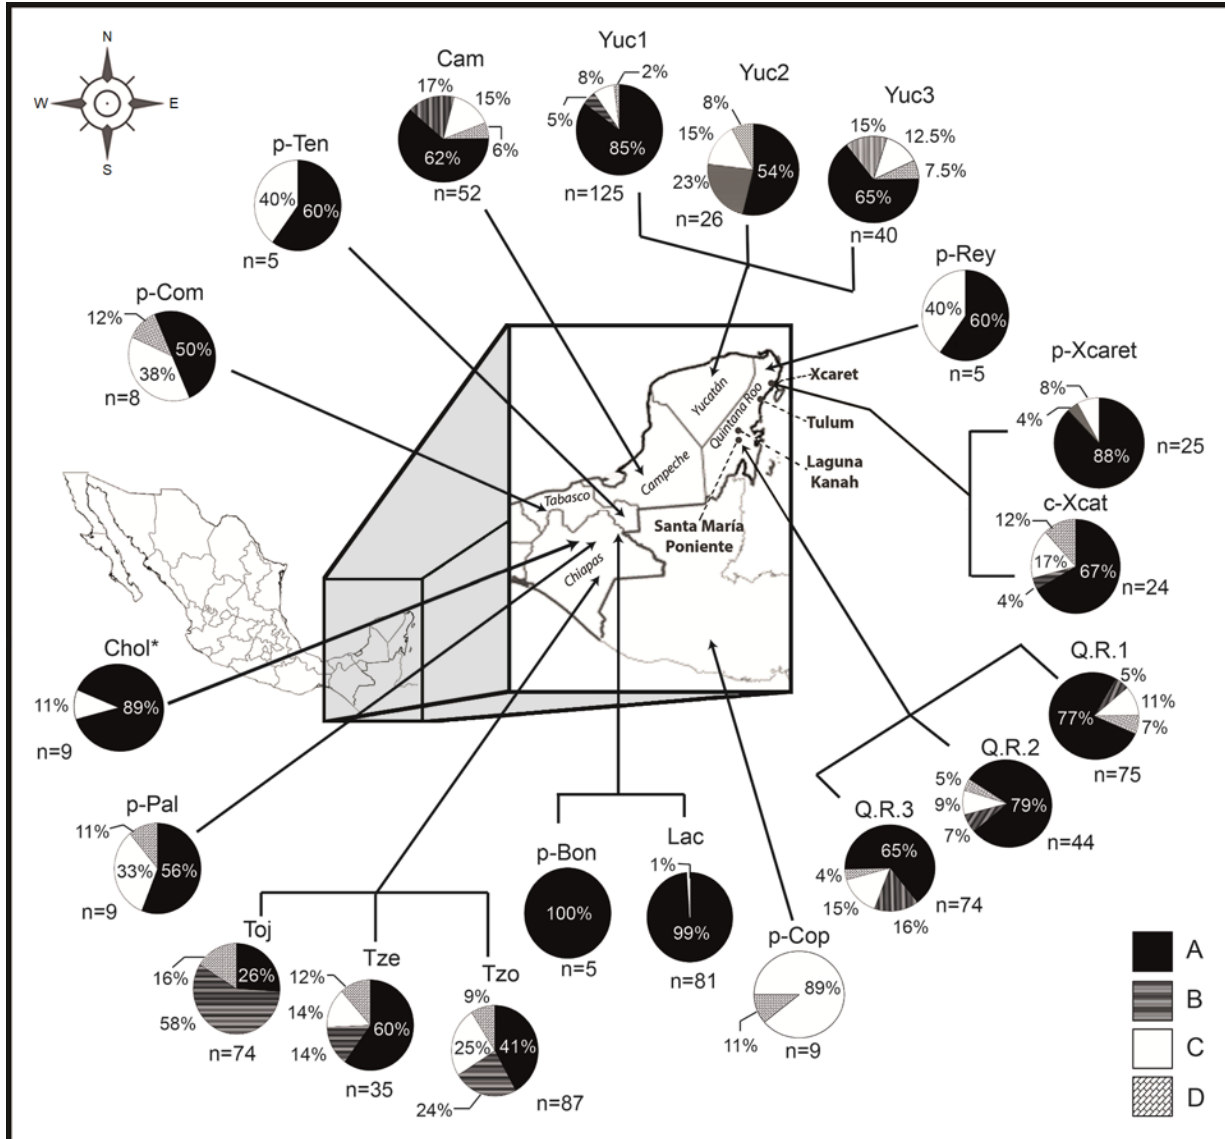 N
W
E
S
Cam
17%
15%
6%
62%
n=52
Yuc1
8%
2%
5%
85%
n=125
Yuc2
8%
15%
54%
23%
n=26
Yuc3
15%
12.5%
7.5%
65%
n=40
p-Ten
40%
60%
n=5
p-Com
12%
50%
38%
n=8
p-Rey
40%
60%
n=5
p-Xcaret
8%
4%
88%
n=25
c-Xcat
12%
17%
67%
4%
n=24
Yucatán
Quintana Roo
Campeche
Tabasco
Chiapas
Xcaret
Tulum
Laguna
Kanah
Santa María
Poniente
Chol*
11%
89%
n=9
p-Pal
11%
33%
56%
n=9
Toj
16%
26%
58%
n=74
Tze
12%
14%
60%
14%
n=35
Tzo
9%
25%
41%
24%
n=87
p-Bon
100%
n=5
Lac
1%
99%
n=81
p-Cop
89%
11%
n=9
Q.R.1
5%
11%
77%
7%
n=75
Q.R.2
5%
79%
9%
7%
n=44
Q.R.3
65%
4%
15%
16%
n=74
A
B
C
D